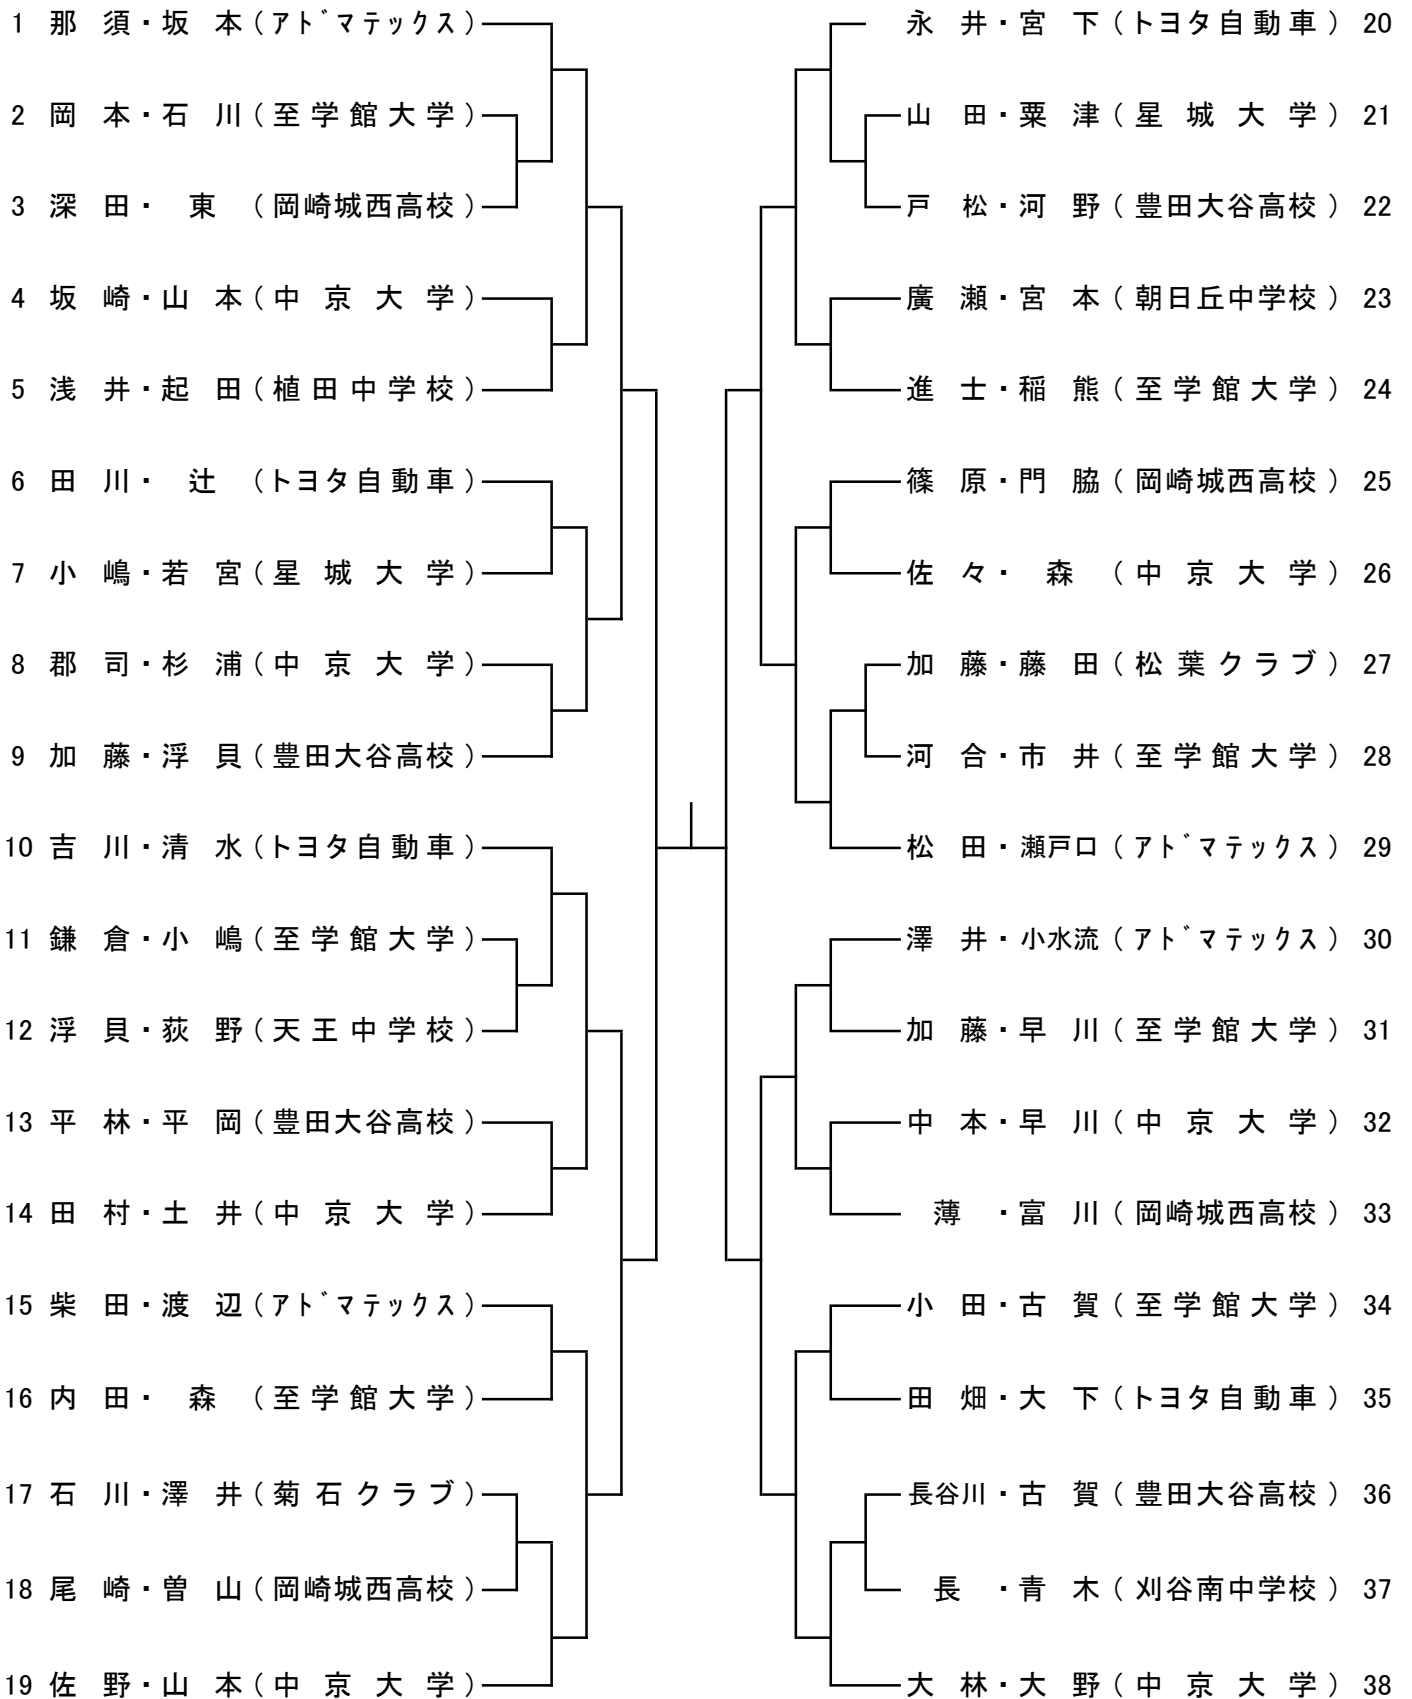 1 那須・坂本(アドマテックス)
2 岡本・石川(至学館大学)
3 深田・東(岡崎城西高校)
4 坂崎・山本(中京大学)
5 浅井・起田(植田中学校)
6 田川・辻(トヨタ自動車)
7 小嶋・若宮(星城大学)
8 郡司・杉浦(中京大学)
9 加藤・浮貝(豊田大谷高校)
10 吉川・清水(トヨタ自動車)
11 鎌倉・小嶋(至学館大学)
12 浮貝・荻野(天王中学校)
13 平林・平岡(豊田大谷高校)
14 田村・土井(中京大学)
15 柴田・渡辺(アドマテックス)
16 内田・森(至学館大学)
17 石川・澤井(菊石クラブ)
18 尾崎・曽山(岡崎城西高校)
19 佐野・山本(中京大学)
永井・宮下(トヨタ自動車) 20
山田・粟津(星城大学) 21
戸松・河野(豊田大谷高校) 22
廣瀬・宮本(朝日丘中学校) 23
進士・稲熊(至学館大学) 24
篠原・門脇(岡崎城西高校) 25
佐々・森(中京大学) 26
加藤・藤田(松葉クラブ) 27
河合・市井(至学館大学) 28
松田・瀬戸口(アドマテックス) 29
澤井・小水流(アドマテックス) 30
加藤・早川(至学館大学) 31
中本・早川(中京大学) 32
薄・富川(岡崎城西高校) 33
小田・古賀(至学館大学) 34
田畑・大下(トヨタ自動車) 35
長谷川・古賀(豊田大谷高校) 36
長・青木(刈谷南中学校) 37
大林・大野(中京大学) 38